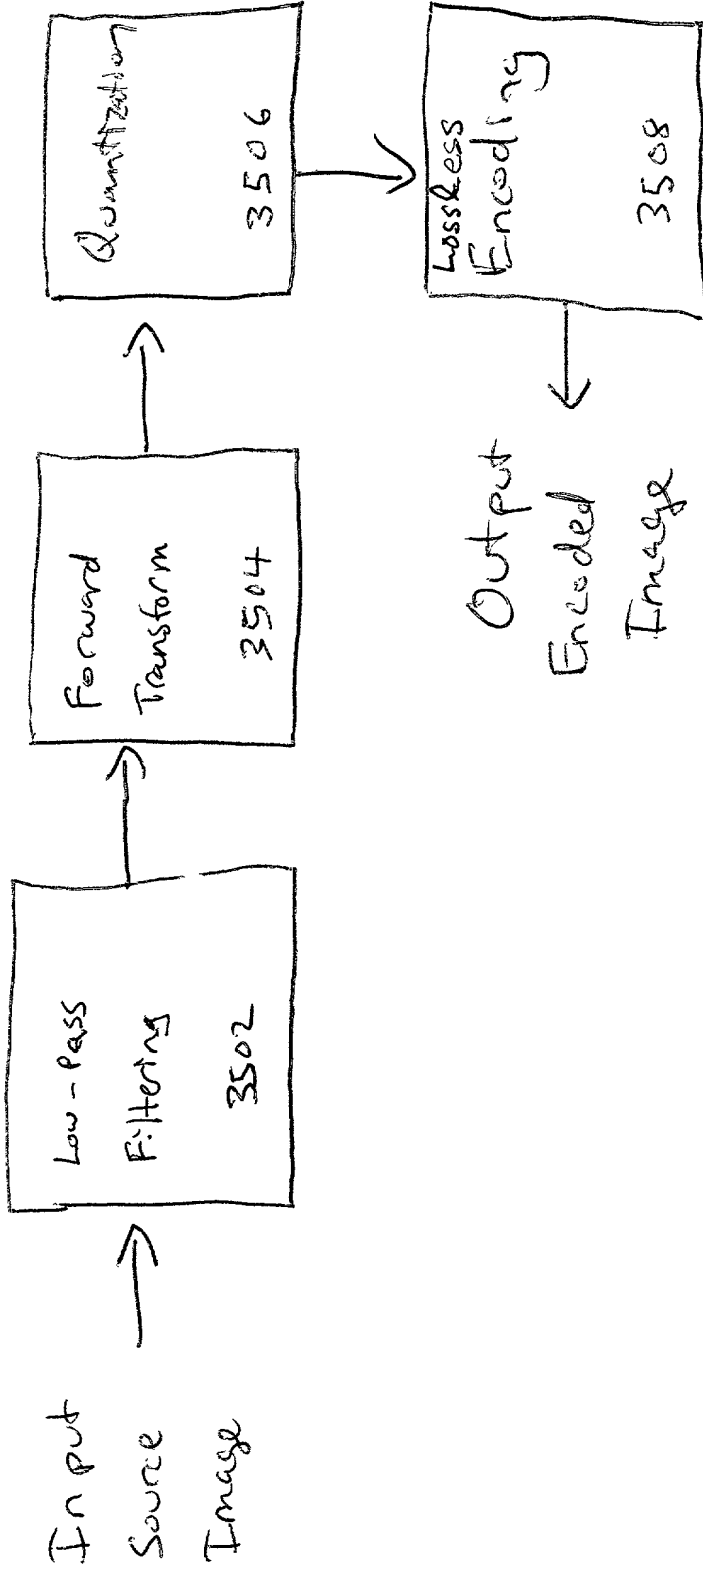 Input
Source
Image
Low-Pass
Filtering
3502
Forward
Transform
3504
Quantization
3506
Lossless
Encoding
3508
Output
Encoded
Image